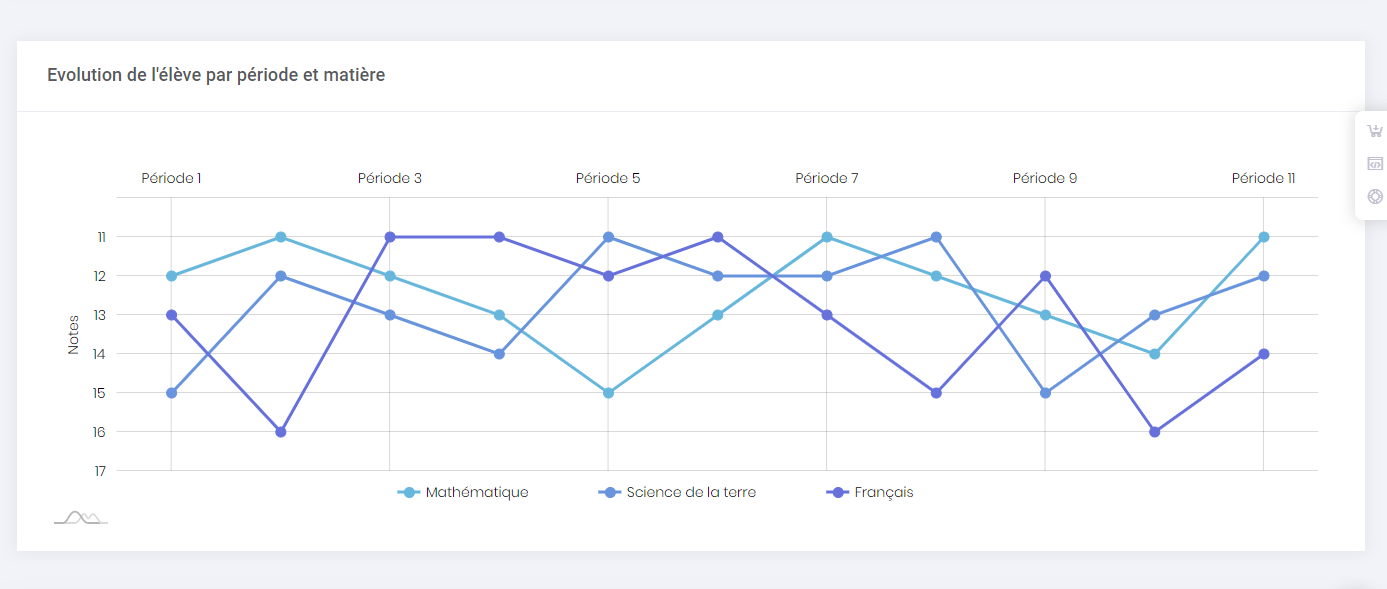 Evolution de l'élève par période et matière
Période 1 Période 3 Période 5 Période 7 Période 9 Période 11
11
12
13
14
15
16
17
Notes
Mathématique Science de la terre Français